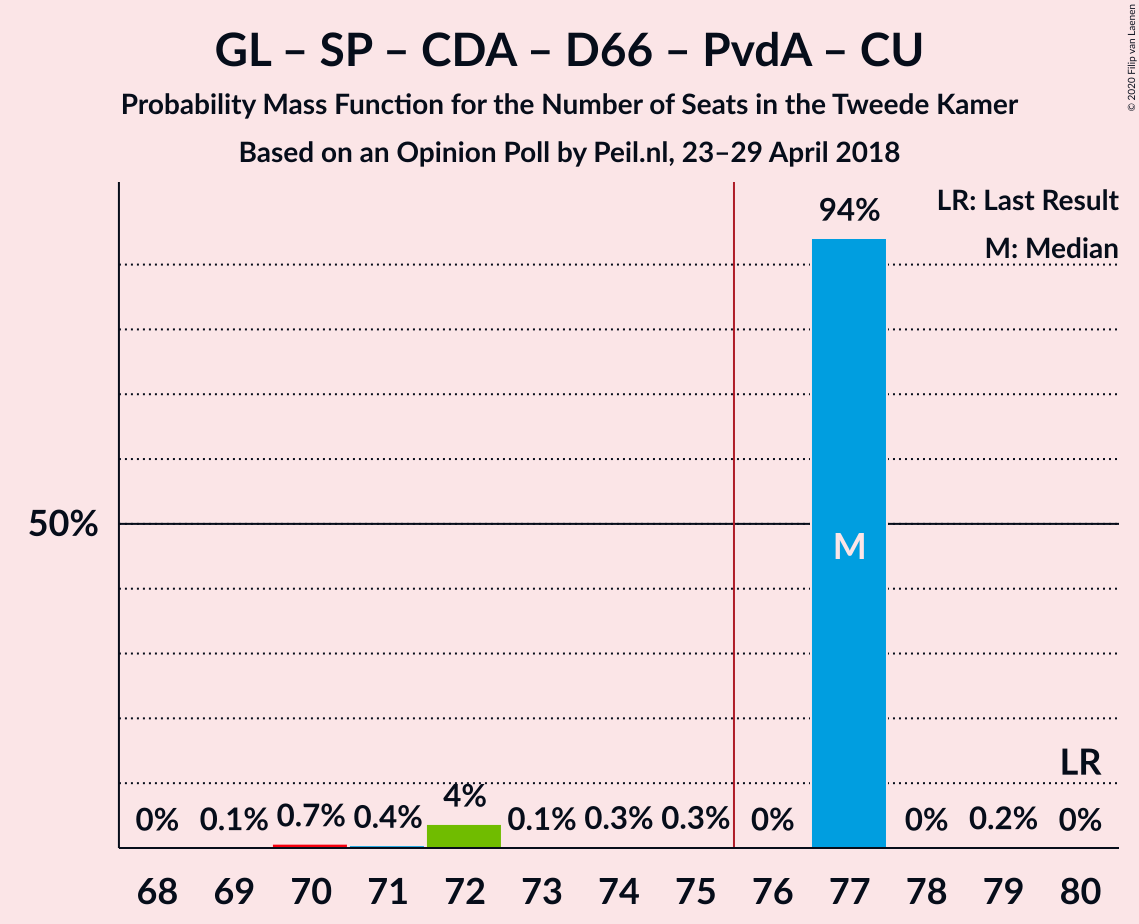 GL – SP – CDA – D66 – PvdA – CU
Probability Mass Function for the Number of Seats in the Tweede Kamer
Based on an Opinion Poll by Peil.nl, 23–29 April 2018
© 2020 Filip van Laenen
LR: Last Result
M: Median
94%
50%
M
LR
0% 0.1% 0.7% 0.4% 4% 0.1% 0.3% 0.3% 0% 0% 0.2% 0%
68 69 70 71 72 73 74 75 76 77 78 79 80